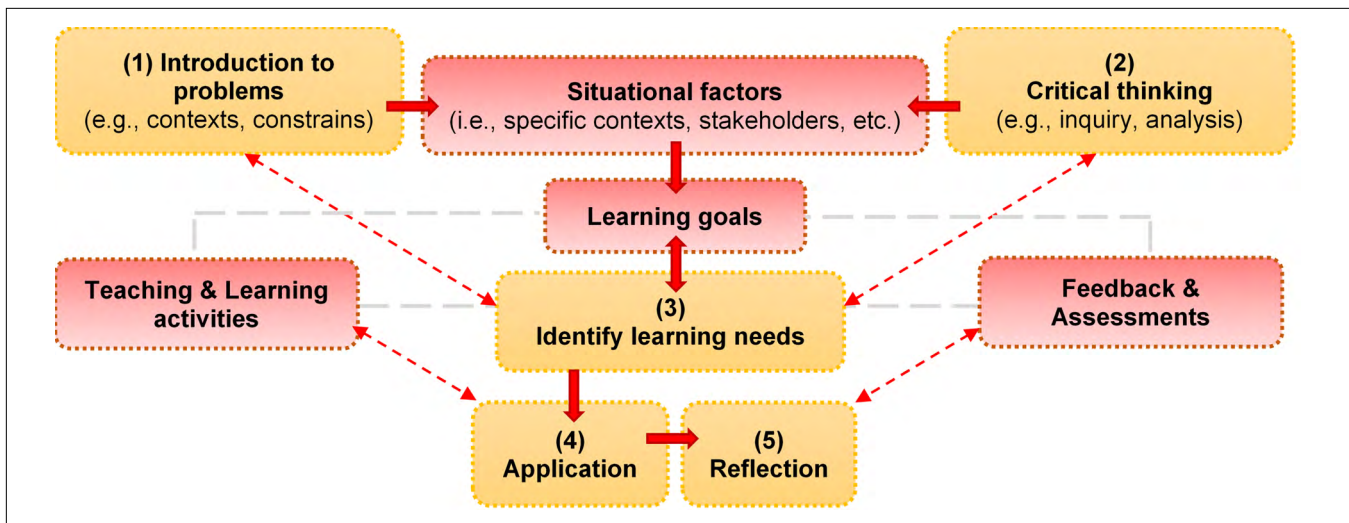 (1) Introduction to
problems
(e.g., contexts, constrains)
Situational factors
(i.e., specific contexts, stakeholders, etc.)
(2)
Critical thinking
(e.g., inquiry, analysis)
Learning goals
Teaching & Learning
activities
(3)
Identify learning needs
Feedback &
Assessments
(4)
Application
(5)
Reflection